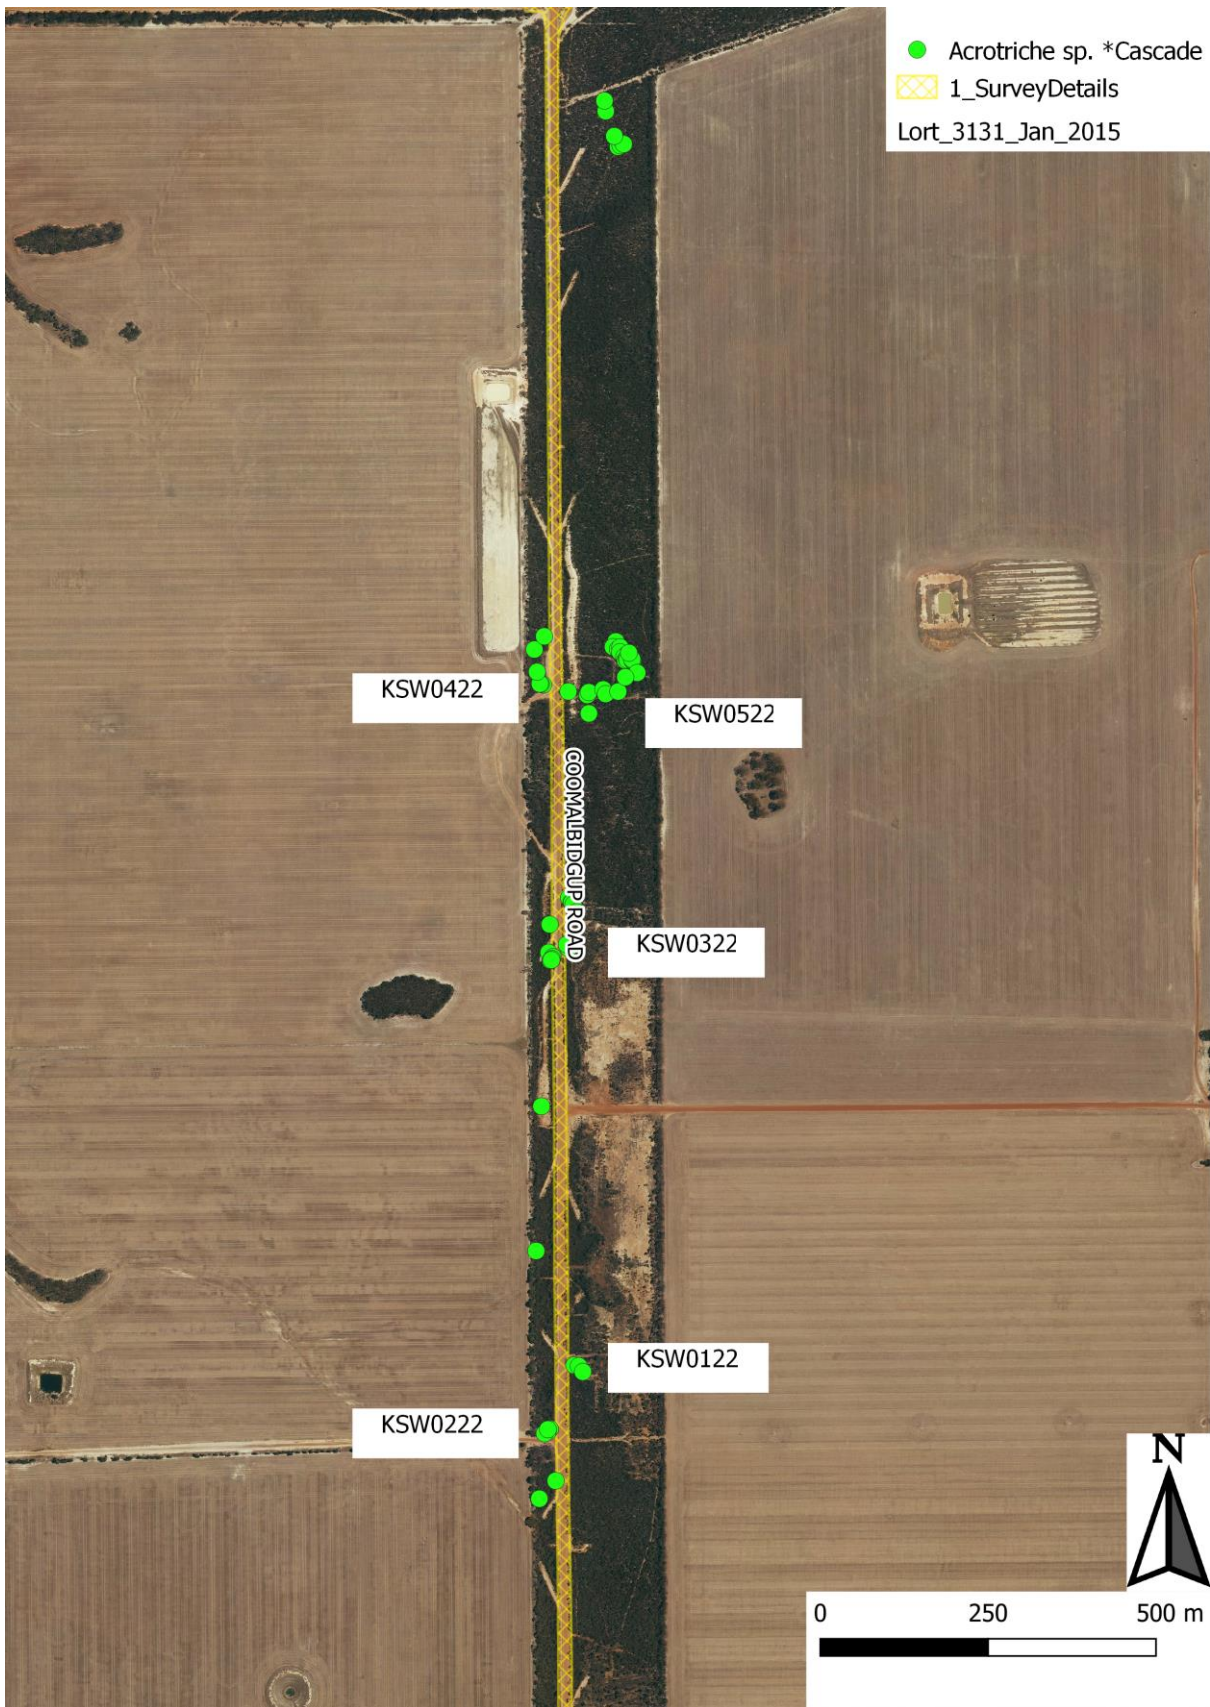 Acrotriche sp. *Cascade
1_SurveyDetails
Lort_3131_Jan_2015
KSW0422
KSW0522
COOMALBIDGUP ROAD
KSW0322
KSW0122
KSW0222
N
0 250 500 m